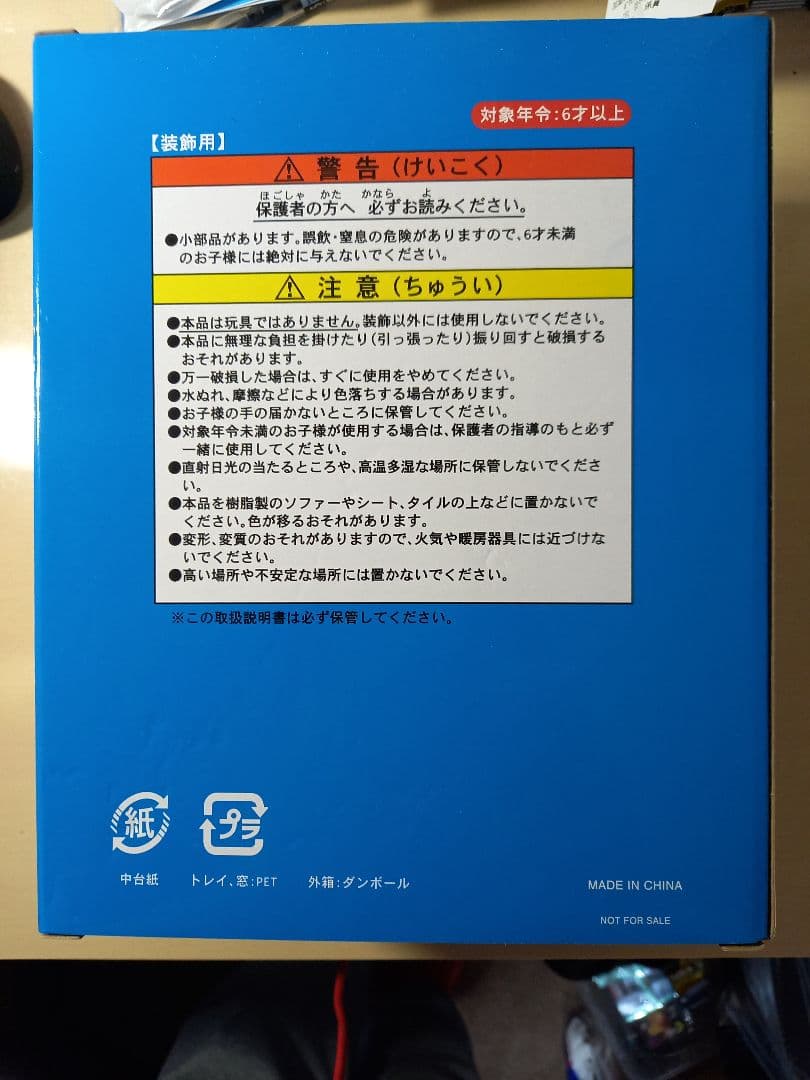 対象年令:6才以上
【装飾用】
⚠警告(けいこく)
ほごしゃ かた かなら よ
保護者の方へ 必ずお読みください。
●小部品があります。誤飲・窒息の危険がありますので、6才未満
のお子様には絶対に与えないでください。
⚠注意(ちゅうい)
●本品は玩具ではありません。装飾以外には使用しないでください。
●本品に無理な負担を掛けたり(引っ張ったり)振り回すと破損する
おそれがあります。
●万一破損した場合は、すぐに使用をやめてください。
●水ぬれ、摩擦などにより色落ちする場合があります。
●お子様の手の届かないところに保管してください。
●対象年令未満のお子様が使用する場合は、保護者の指導のもと必ず
一緒に使用してください。
●直射日光の当たるところや、高温多湿な場所に保管しないでくださ
い。
●本品を樹脂製のソファーやシート、タイルの上などに置かないで
ください。色が移るおそれがあります。
●変形、変質のおそれがありますので、火気や暖房器具には近づけな
いでください。
●高い場所や不安定な場所には置かないでください。
※この取扱説明書は必ず保管してください。
紙 プラ
中台紙 トレイ、窓:PET 外箱:ダンボール
MADE IN CHINA
NOT FOR SALE